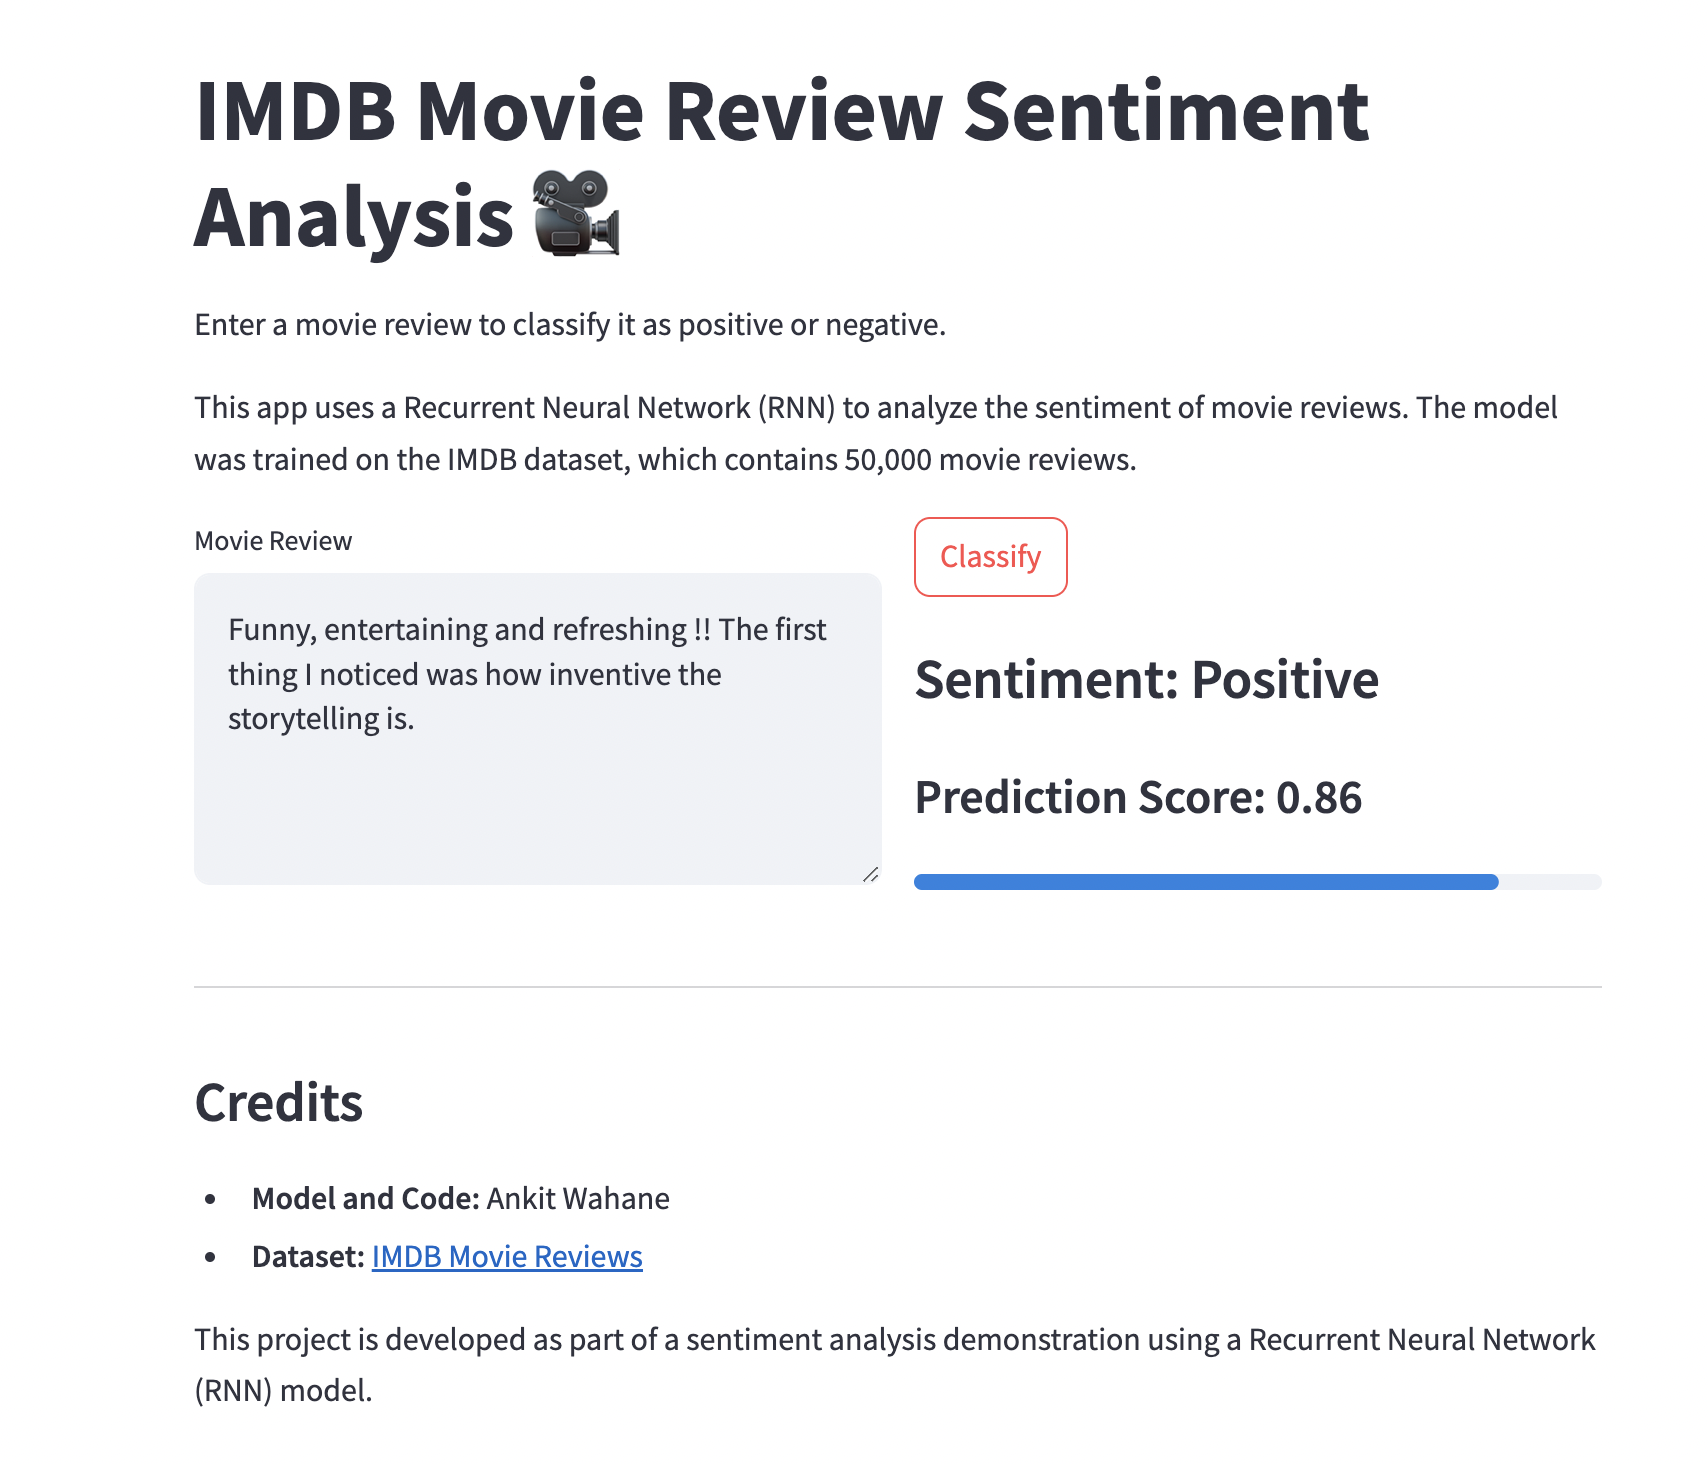 IMDB Movie Review Sentiment
Analysis
Enter a movie review to classify it as positive or negative.
This app uses a Recurrent Neural Network (RNN) to analyze the sentiment of movie reviews. The model
was trained on the IMDB dataset, which contains 50,000 movie reviews.
Movie Review
Funny, entertaining and refreshing !! The first
thing I noticed was how inventive the
storytelling is.
Classify
Sentiment: Positive
Prediction Score: 0.86
Credits
• Model and Code: Ankit Wahane
• Dataset: IMDB Movie Reviews
This project is developed as part of a sentiment analysis demonstration using a Recurrent Neural Network
(RNN) model.